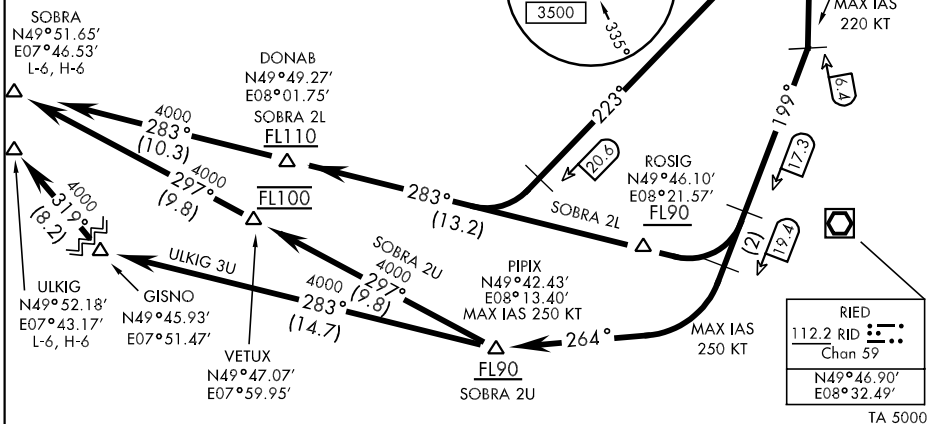 SOBRA
N49°51.65'
E07°46.53'
L-6, H-6
3500
335°
MAX IAS
220 KT
DONAB
N49°49.27'
E08°01.75'
SOBRA 2L
FL110
4000
283°
(10.3)
4000
297°
(9.8)
FL100
223°
20.6
199°
6.4
17.3
ROSIG
N49°46.10'
E08°21.57'
FL90
283°
(13.2)
SOBRA 2L
(2)
19.4
4000
319°
(8.2)
ULKIG
N49°52.18'
E07°43.17'
L-6, H-6
GISNO
N49°45.93'
E07°51.47'
ULKIG 3U
VETUX
N49°47.07'
E07°59.95'
SOBRA 2U
4000
297°
(9.8)
4000
283°
(14.7)
PIPIX
N49°42.43'
E08°13.40'
MAX IAS 250 KT
264°
FL90
SOBRA 2U
MAX IAS
250 KT
RIED
112.2 RID
Chan 59
N49°46.90'
E08°32.49'
TA 5000